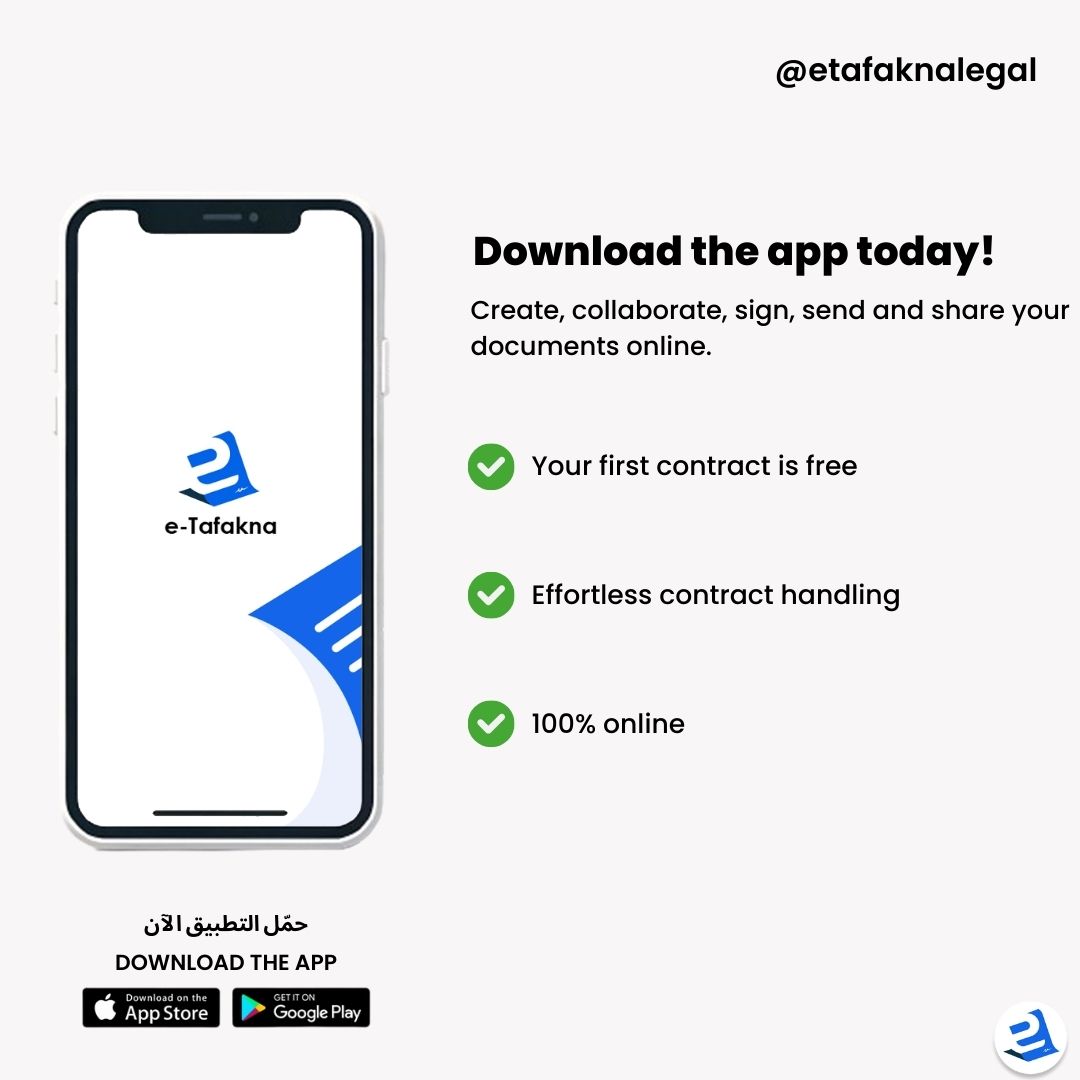 @etafaknalegal
Download the app today!
Create, collaborate, sign, send and share your
documents online.
Your first contract is free
Effortless contract handling
100% online
e-Tafakna
حمّل التطبيق الآن
DOWNLOAD THE APP
Download on the
App Store
GET IT ON
Google Play